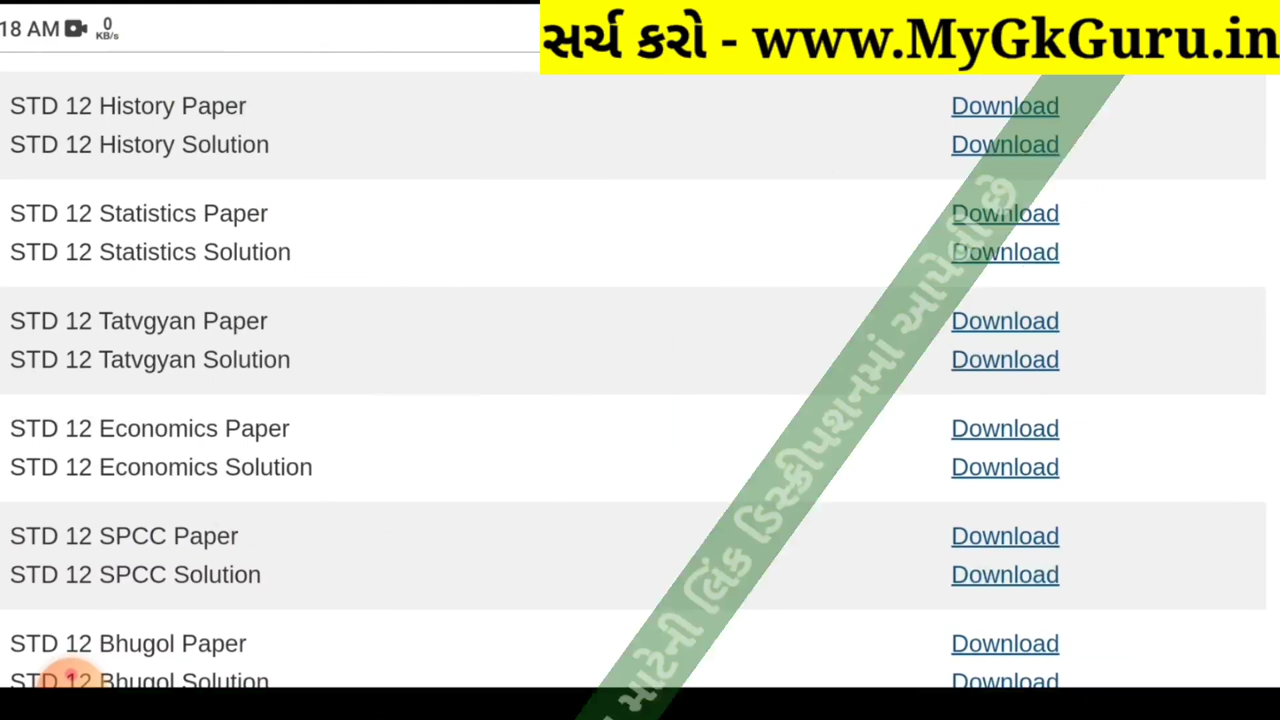 18 AM 0 KB/s
સર્ચ કરો - www.MyGkGuru.in
STD 12 History Paper Download
STD 12 History Solution Download
STD 12 Statistics Paper Download
STD 12 Statistics Solution Download
STD 12 Tatvgyan Paper Download
STD 12 Tatvgyan Solution Download
STD 12 Economics Paper Download
STD 12 Economics Solution Download
STD 12 SPCC Paper Download
STD 12 SPCC Solution Download
STD 12 Bhugol Paper Download
STD 12 Bhugol Solution Download
માટેની લિંક ડિસ્ક્રીપશનમાં આપેલી છે